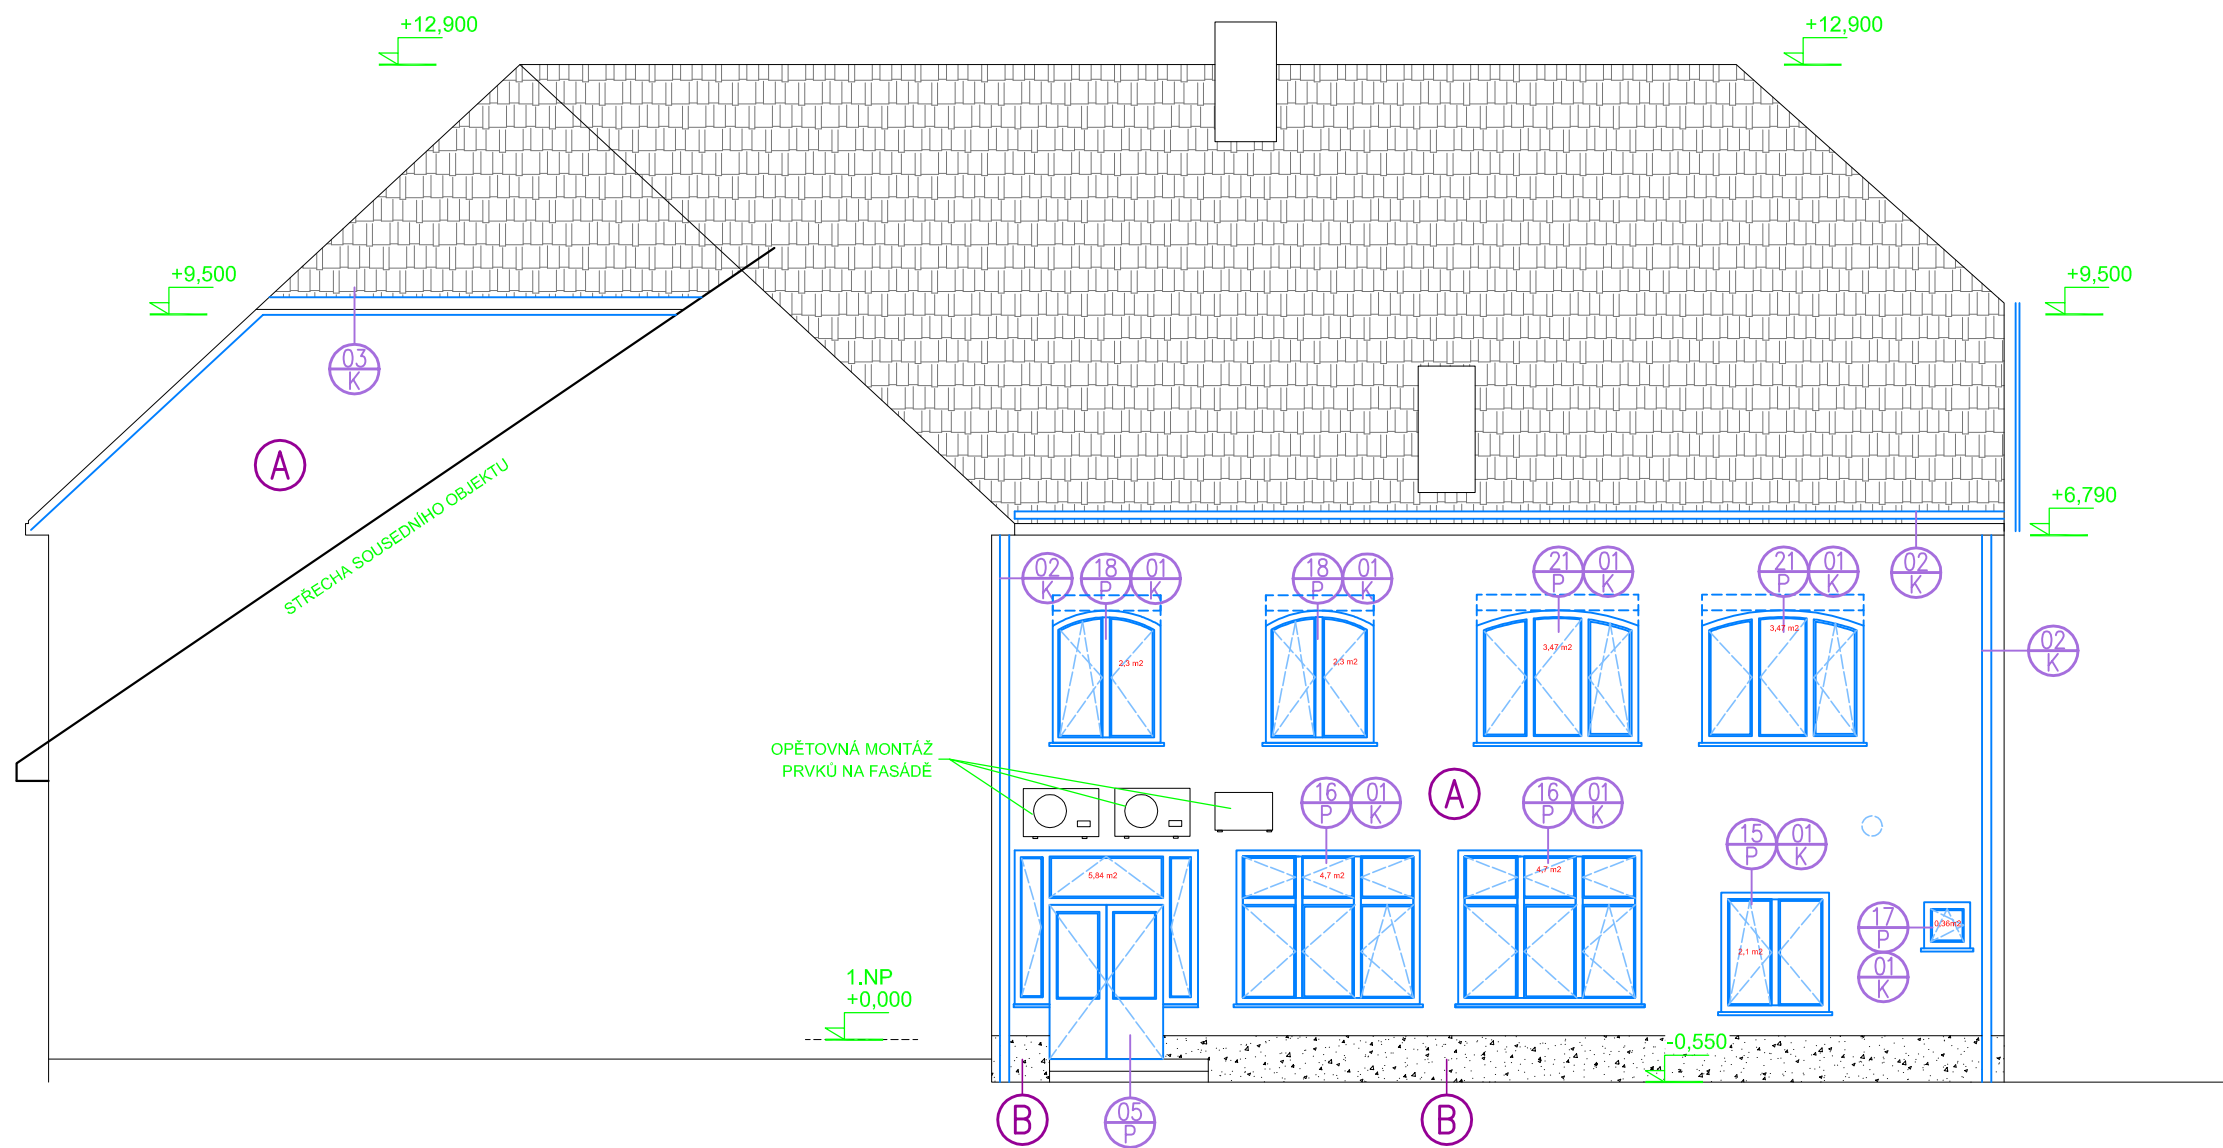 +12,900
+12,900
+9,500
+9,500
03
K
A
STŘECHA SOUSEDNÍHO OBJEKTU
+6,790
02
K
18
P
01
K
18
P
01
K
21
P
01
K
21
P
01
K
02
K
02
K
2,3 m2
2,3 m2
3,47 m2
3,47 m2
OPĚTOVNÁ MONTÁŽ
PRVKŮ NA FASÁDĚ
16
P
01
K
A
16
P
01
K
15
P
01
K
5,84 m2
4,7 m2
4,7 m2
2,1 m2
17
P
01
K
0,36m2
1.NP
+0,000
-0,550
B
05
P
B